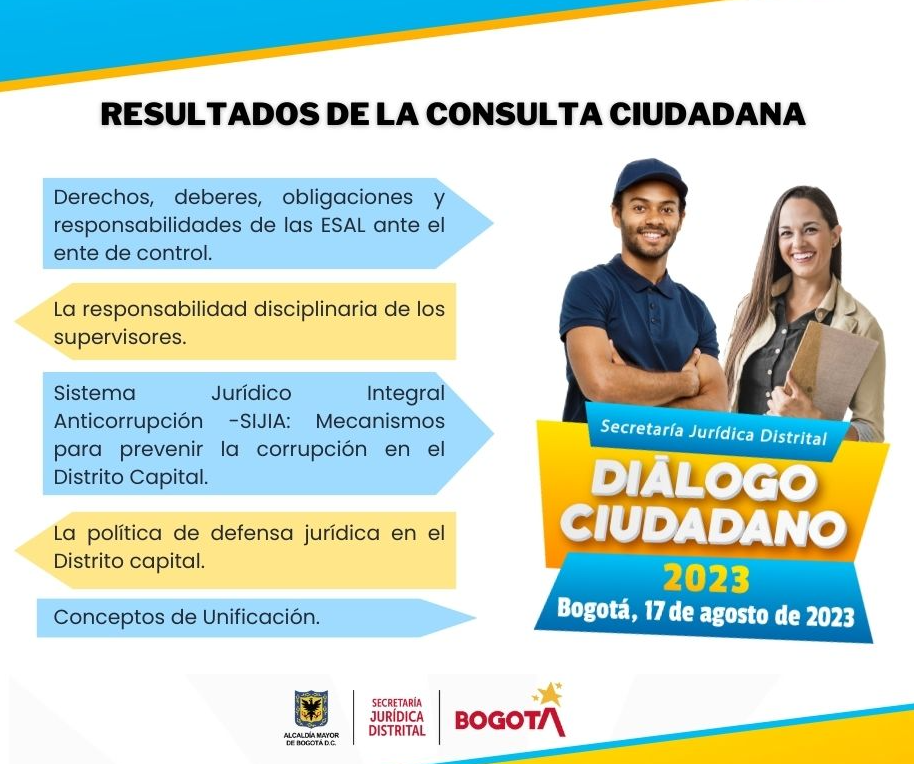 RESULTADOS DE LA CONSULTA CIUDADANA
Derechos, deberes, obligaciones y
responsabilidades de las ESAL ante el
ente de control.
La responsabilidad disciplinaria de los
supervisores.
Sistema Jurídico Integral
Anticorrupción -SIJIA: Mecanismos
para prevenir la corrupción en el
Distrito Capital.
La política de defensa jurídica en el
Distrito capital.
Conceptos de Unificación.
Secretaría Jurídica Distrital
DIÁLOGO
CIUDADANO
2023
Bogotá, 17 de agosto de 2023
ALCALDÍA MAYOR
DE BOGOTÁ D.C.
SECRETARÍA
JURÍDICA
DISTRITAL
BOGOTÁ